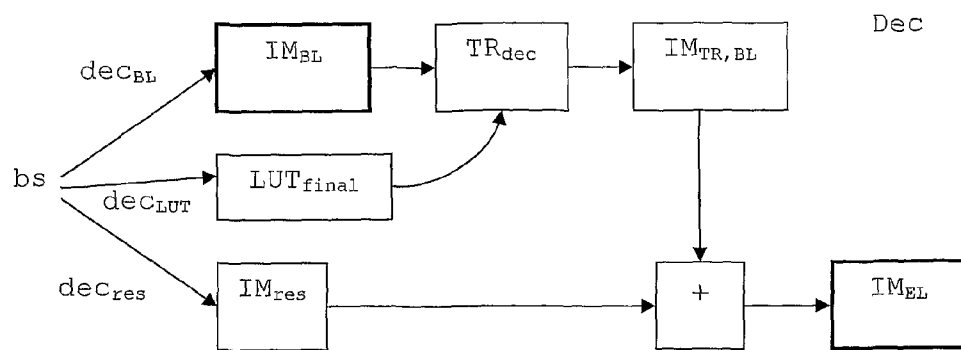 Dec
IM_BL
TR_dec
IM_TR,BL
dec_BL
bs
LUT_final
dec_LUT
dec_res
IM_res
+
IM_EL